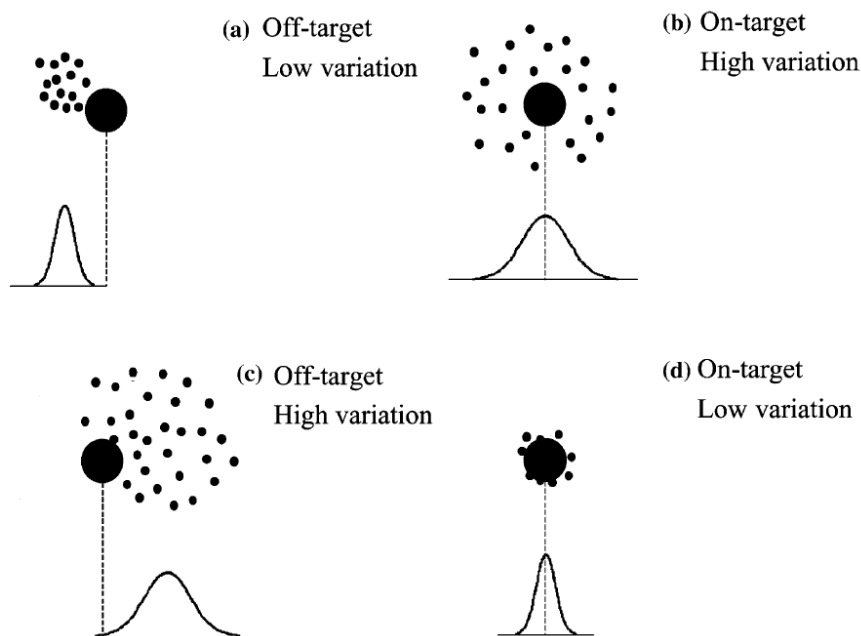 (a) Off-target
Low variation
(b) On-target
High variation
(c) Off-target
High variation
(d) On-target
Low variation